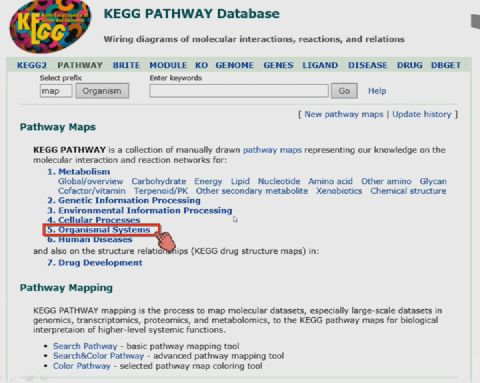 KEGG
KEGG PATHWAY Database
Wiring diagrams of molecular interactions, reactions, and relations
KEGG2 PATHWAY BRITE MODULE KO GENOME GENES LIGAND DISEASE DRUG DBGET
Select prefix Enter keywords
map Organism Go Help
[ New pathway maps | Update history ]
Pathway Maps
KEGG PATHWAY is a collection of manually drawn pathway maps representing our knowledge on the
molecular interaction and reaction networks for:
1. Metabolism
Global/overview Carbohydrate Energy Lipid Nucleotide Amino acid Other amino Glycan
Cofactor/vitamin Terpenoid/PK Other secondary metabolite Xenobiotics Chemical structure
2. Genetic Information Processing
3. Environmental Information Processing
4. Cellular Processes
5. Organismal Systems
6. Human Diseases
and also on the structure relationships (KEGG drug structure maps) in:
7. Drug Development
Pathway Mapping
KEGG PATHWAY mapping is the process to map molecular datasets, especially large-scale datasets in
genomics, transcriptomics, proteomics, and metabolomics, to the KEGG pathway maps for biological
interpretaion of higher-level systemic functions.
• Search Pathway - basic pathway mapping tool
• Search&Color Pathway - advanced pathway mapping tool
• Color Pathway - selected pathway map coloring tool